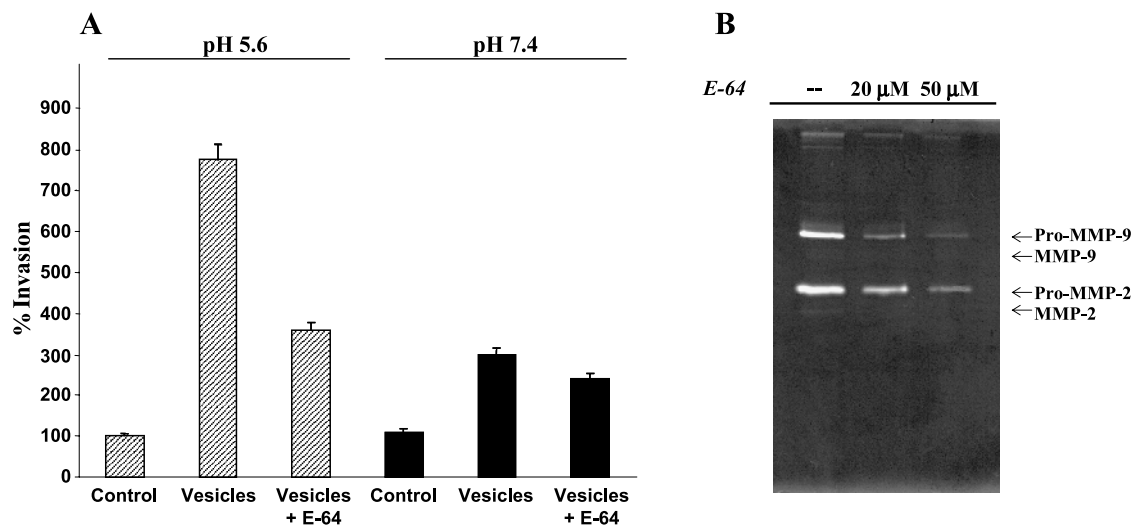 A
pH 5.6
pH 7.4
% Invasion
900
800
700
600
500
400
300
200
100
0
Control
Vesicles
Vesicles
+ E-64
Control
Vesicles
Vesicles
+ E-64
B
E-64 -- 20 μM 50 μM
←Pro-MMP-9
←MMP-9
←Pro-MMP-2
←MMP-2